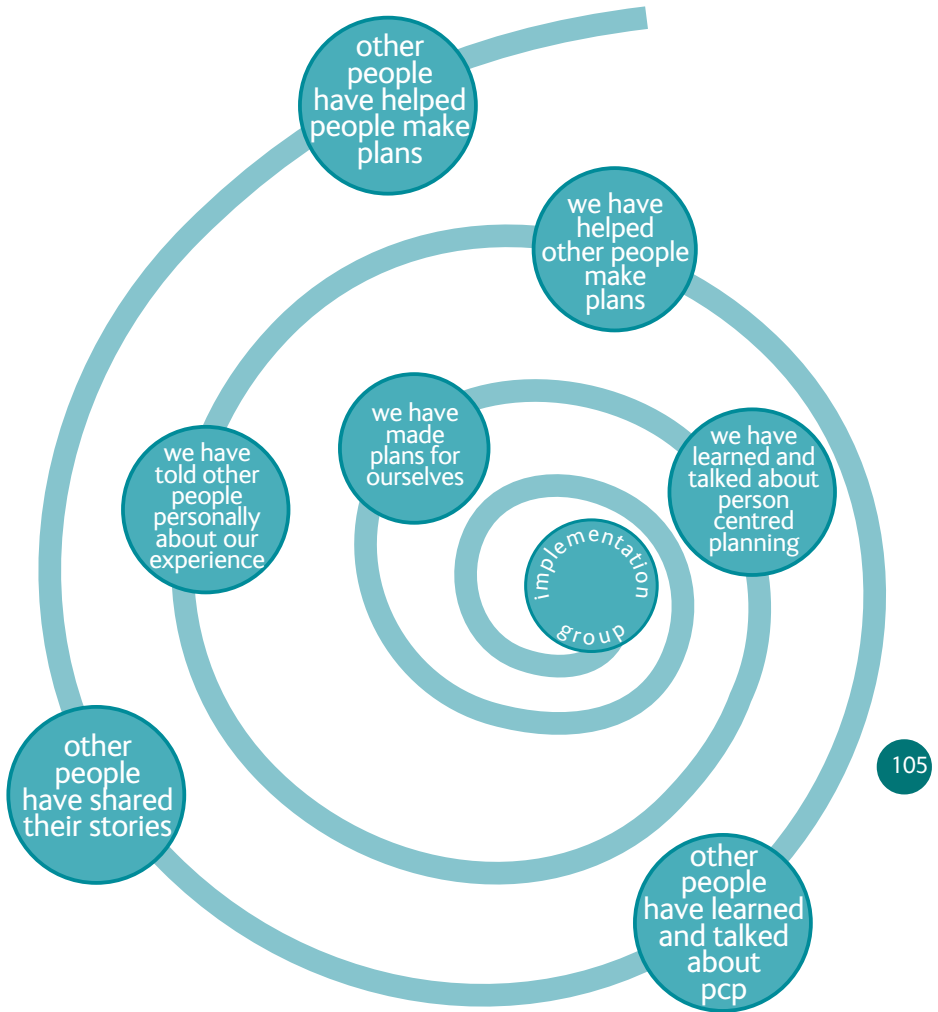 other
people
have helped
people make
plans
we have
helped
other people
make
plans
we have
made
plans for
ourselves
we have
learned and
talked about
person
centred
planning
we have
told other
people
personally
about our
experience
implementation
group
other
people
have shared
their stories
105
other
people
have learned
and talked
about
pcp